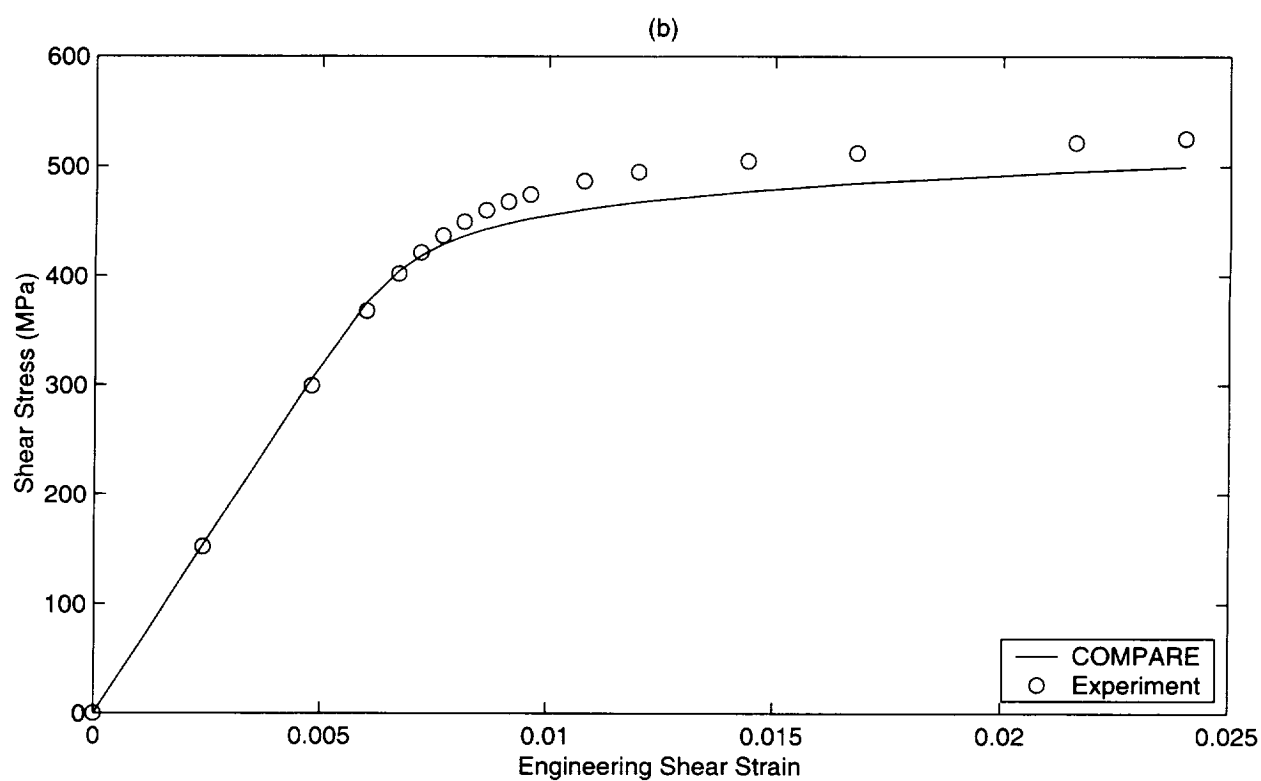 (b)
600
500
400
300
200
100
0
Shear Stress (MPa)
0
0.005
0.01
0.015
0.02
0.025
Engineering Shear Strain
COMPARE
Experiment